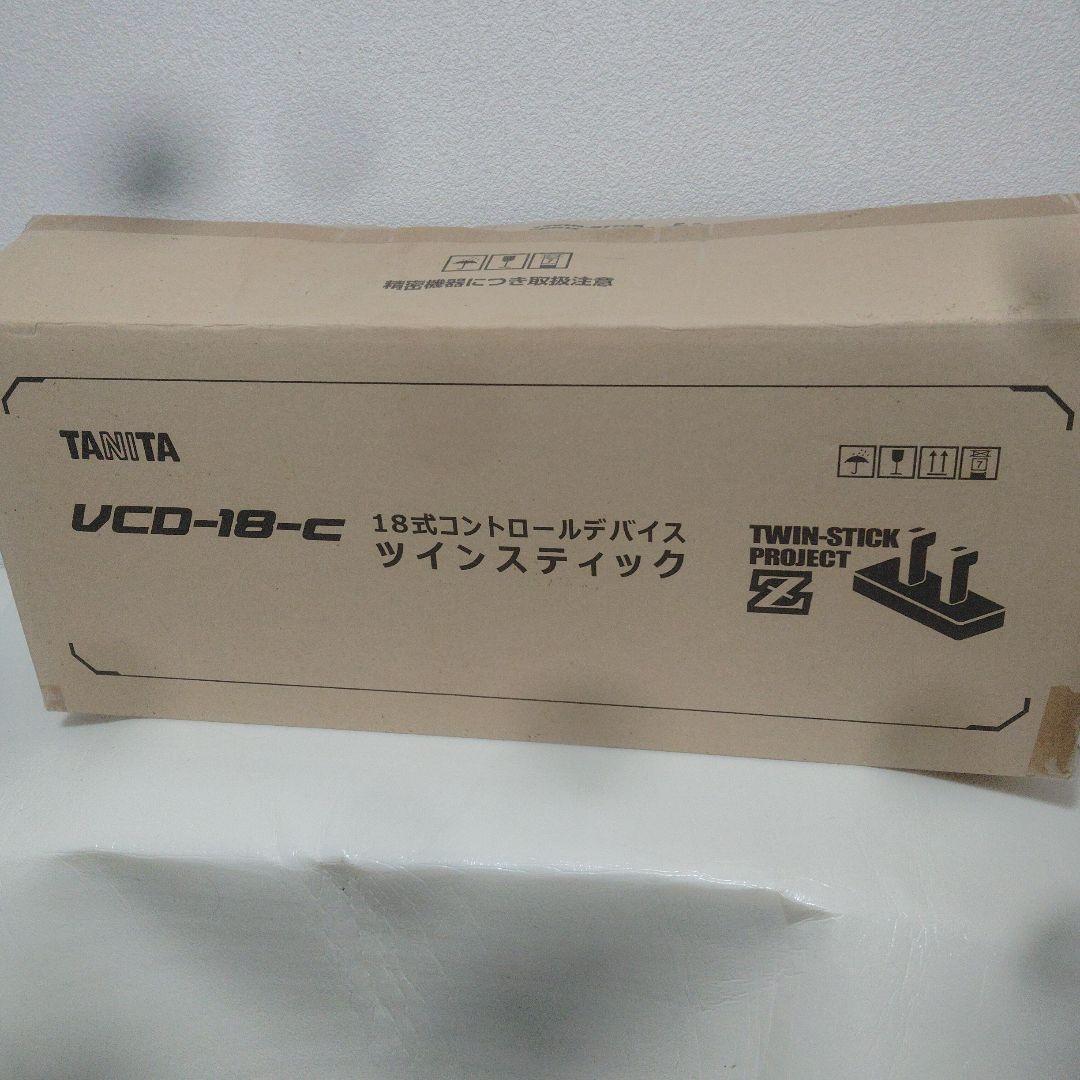 精密機器につき取扱注意
TANITA
VCD-18-C
18式コントロールデバイス
ツインスティック
TWIN-STICK
PROJECT
Z
7